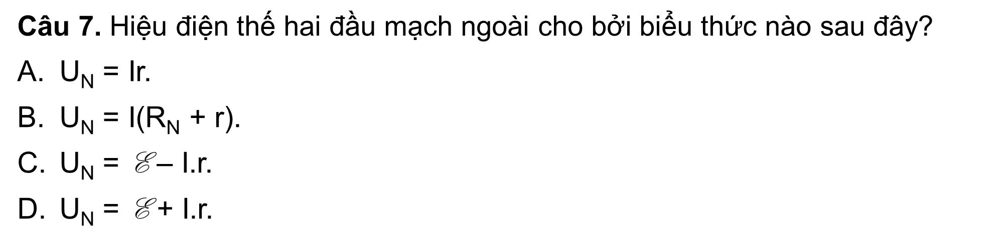 Câu 7. Hiệu điện thế hai đầu mạch ngoài cho bởi biểu thức nào sau đây?
A. U_N = Ir.
B. U_N = I(R_N + r).
C. U_N = ℰ – I.r.
D. U_N = ℰ + I.r.